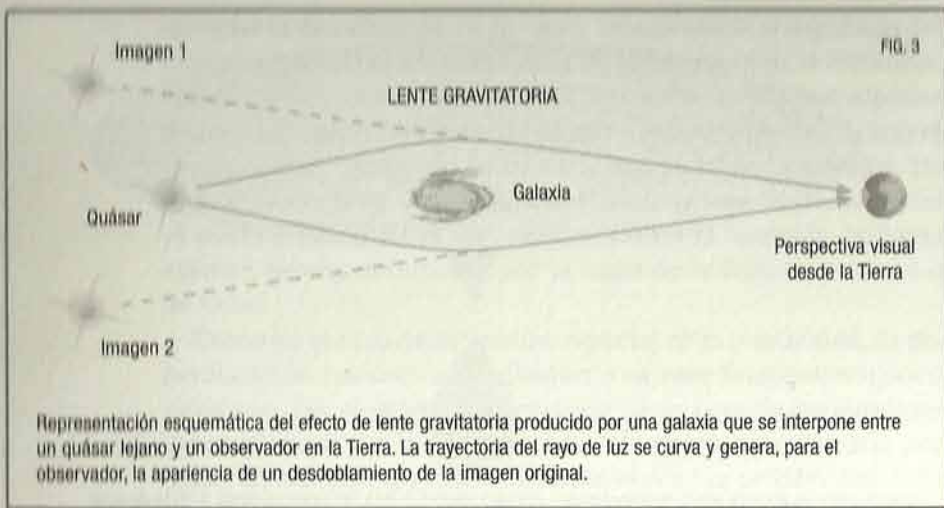 Imagen 1
FIG. 3
LENTE GRAVITATORIA
Galaxia
Quásar
Perspectiva visual
desde la Tierra
Imagen 2
Representación esquemática del efecto de lente gravitatoria producido por una galaxia que se interpone entre
un quásar lejano y un observador en la Tierra. La trayectoria del rayo de luz se curva y genera, para el
observador, la apariencia de un desdoblamiento de la imagen original.